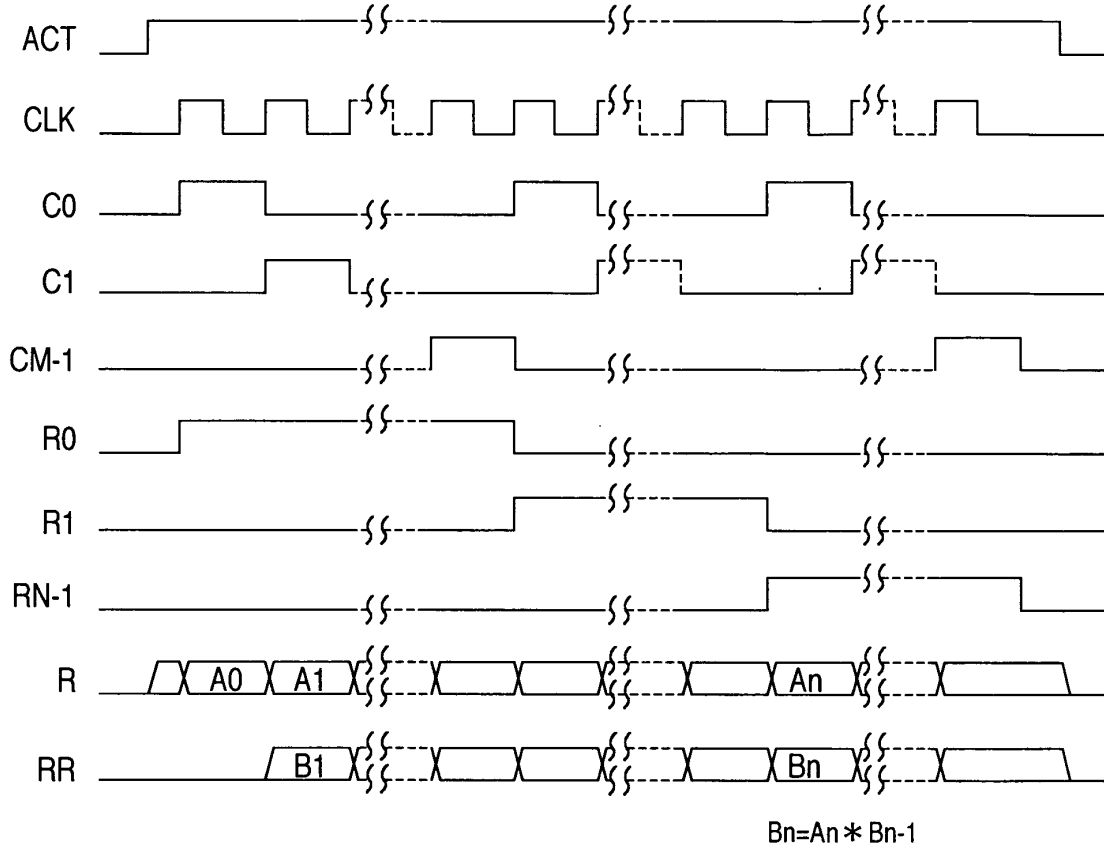 ACT
CLK
C0
C1
CM-1
R0
R1
RN-1
R A0 A1 An
RR B1 Bn
Bn=An＊Bn-1